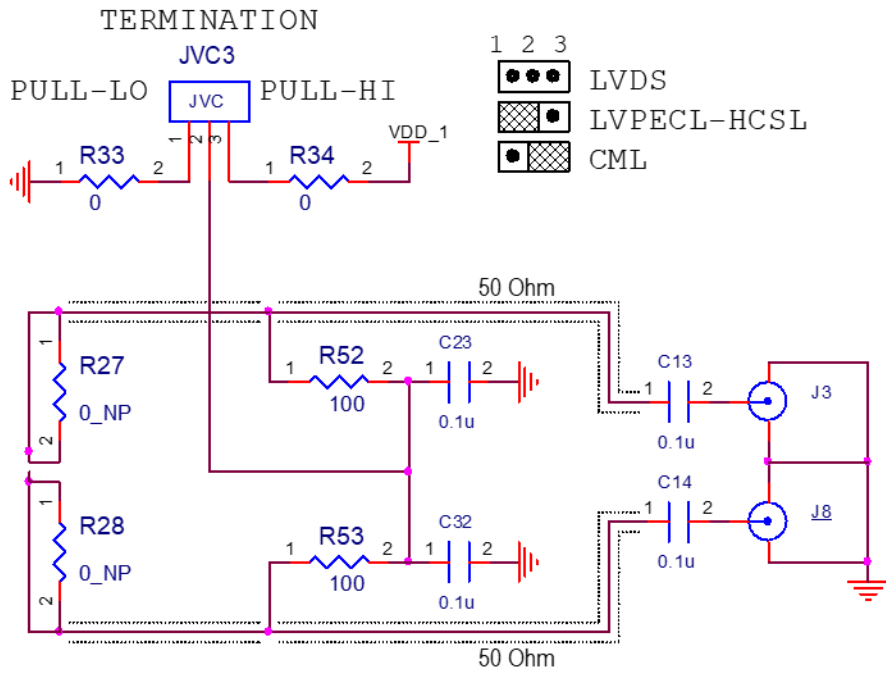 TERMINATION
JVC3
PULL-LO
JVC
PULL-HI
1 2 3
R33
1 2
0
R34
1 2
0
VDD_1
1 2 3
LVDS
LVPECL-HCSL
CML
50 Ohm
R27
1
2
0_NP
R52
1 2
100
C23
1 2
0.1u
C13
1 2
0.1u
J3
R28
1
2
0_NP
R53
1 2
100
C32
1 2
0.1u
C14
1 2
0.1u
J8
50 Ohm